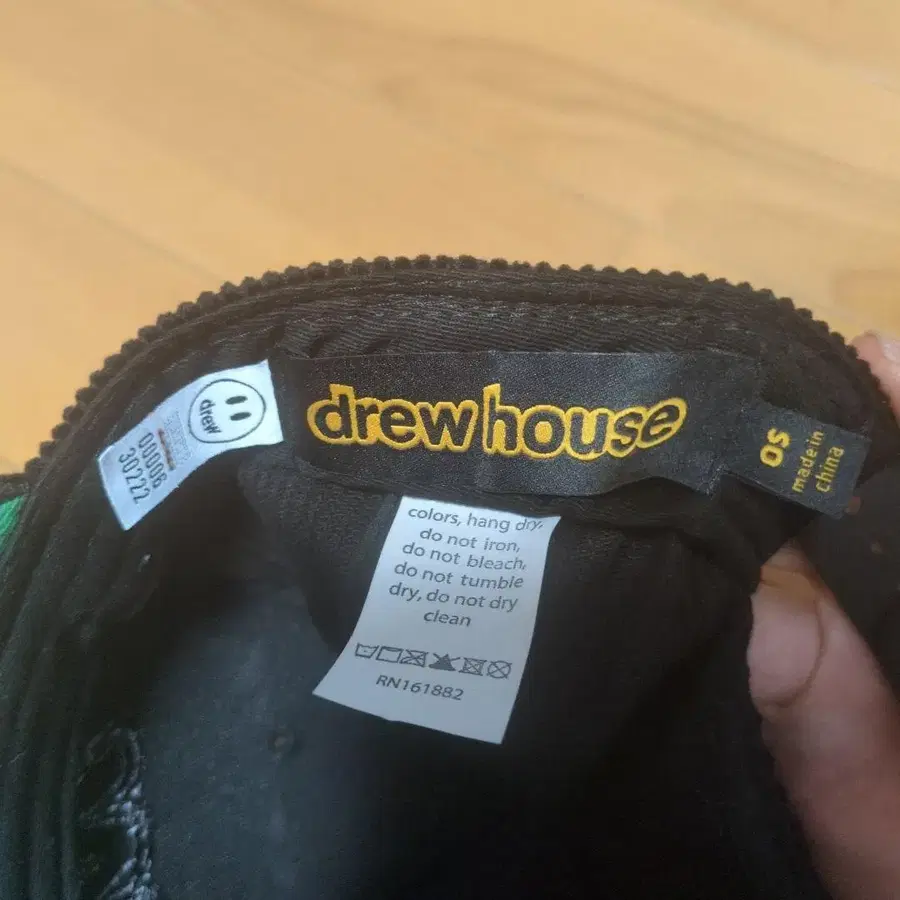 drew
00006
30222
drew house
OS
made in
china
colors, hang dry,
do not iron,
do not bleach,
do not tumble
dry, do not dry
clean
RN161882